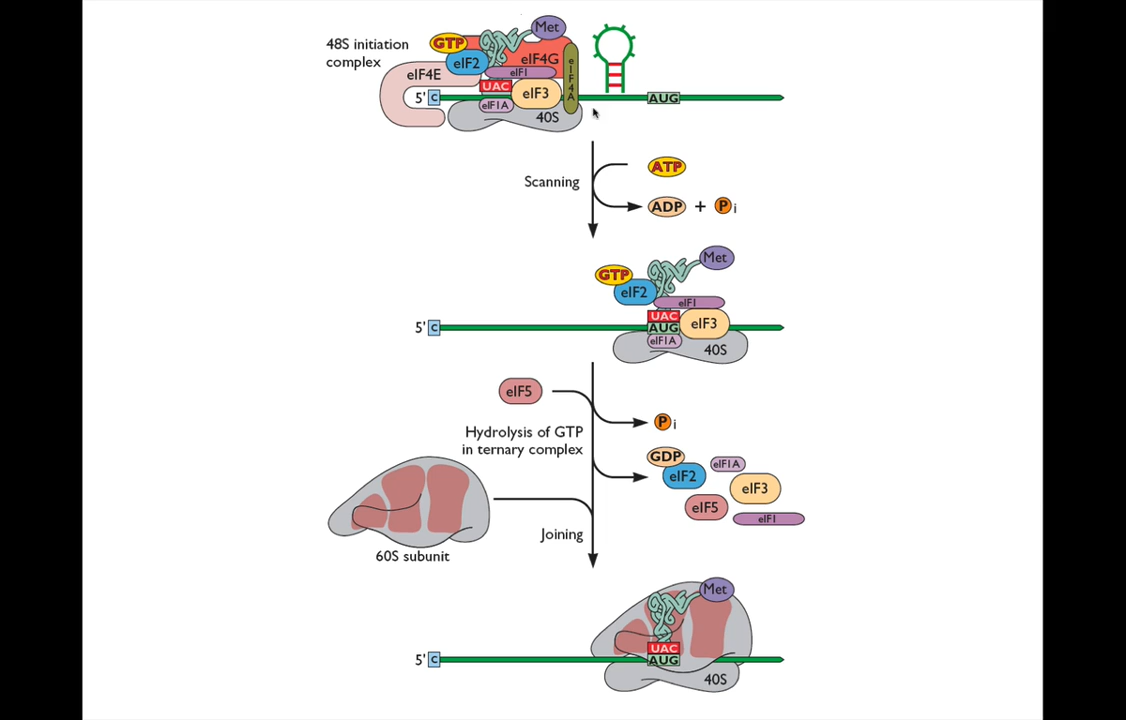 48S initiation
complex
GTP
Met
eIF2
eIF4G
eIF4E
eIF1
eIF4A
UAC
eIF3
5' C
eIF1A
40S
AUG
Scanning
ATP
ADP + Pi
Met
GTP
eIF2
eIF1
UAC
eIF3
5' C
AUG
eIF1A
40S
eIF5
Pi
Hydrolysis of GTP
in ternary complex
GDP
eIF2
eIF1A
eIF3
eIF5
eIF1
Joining
60S subunit
Met
UAC
5' C
AUG
40S